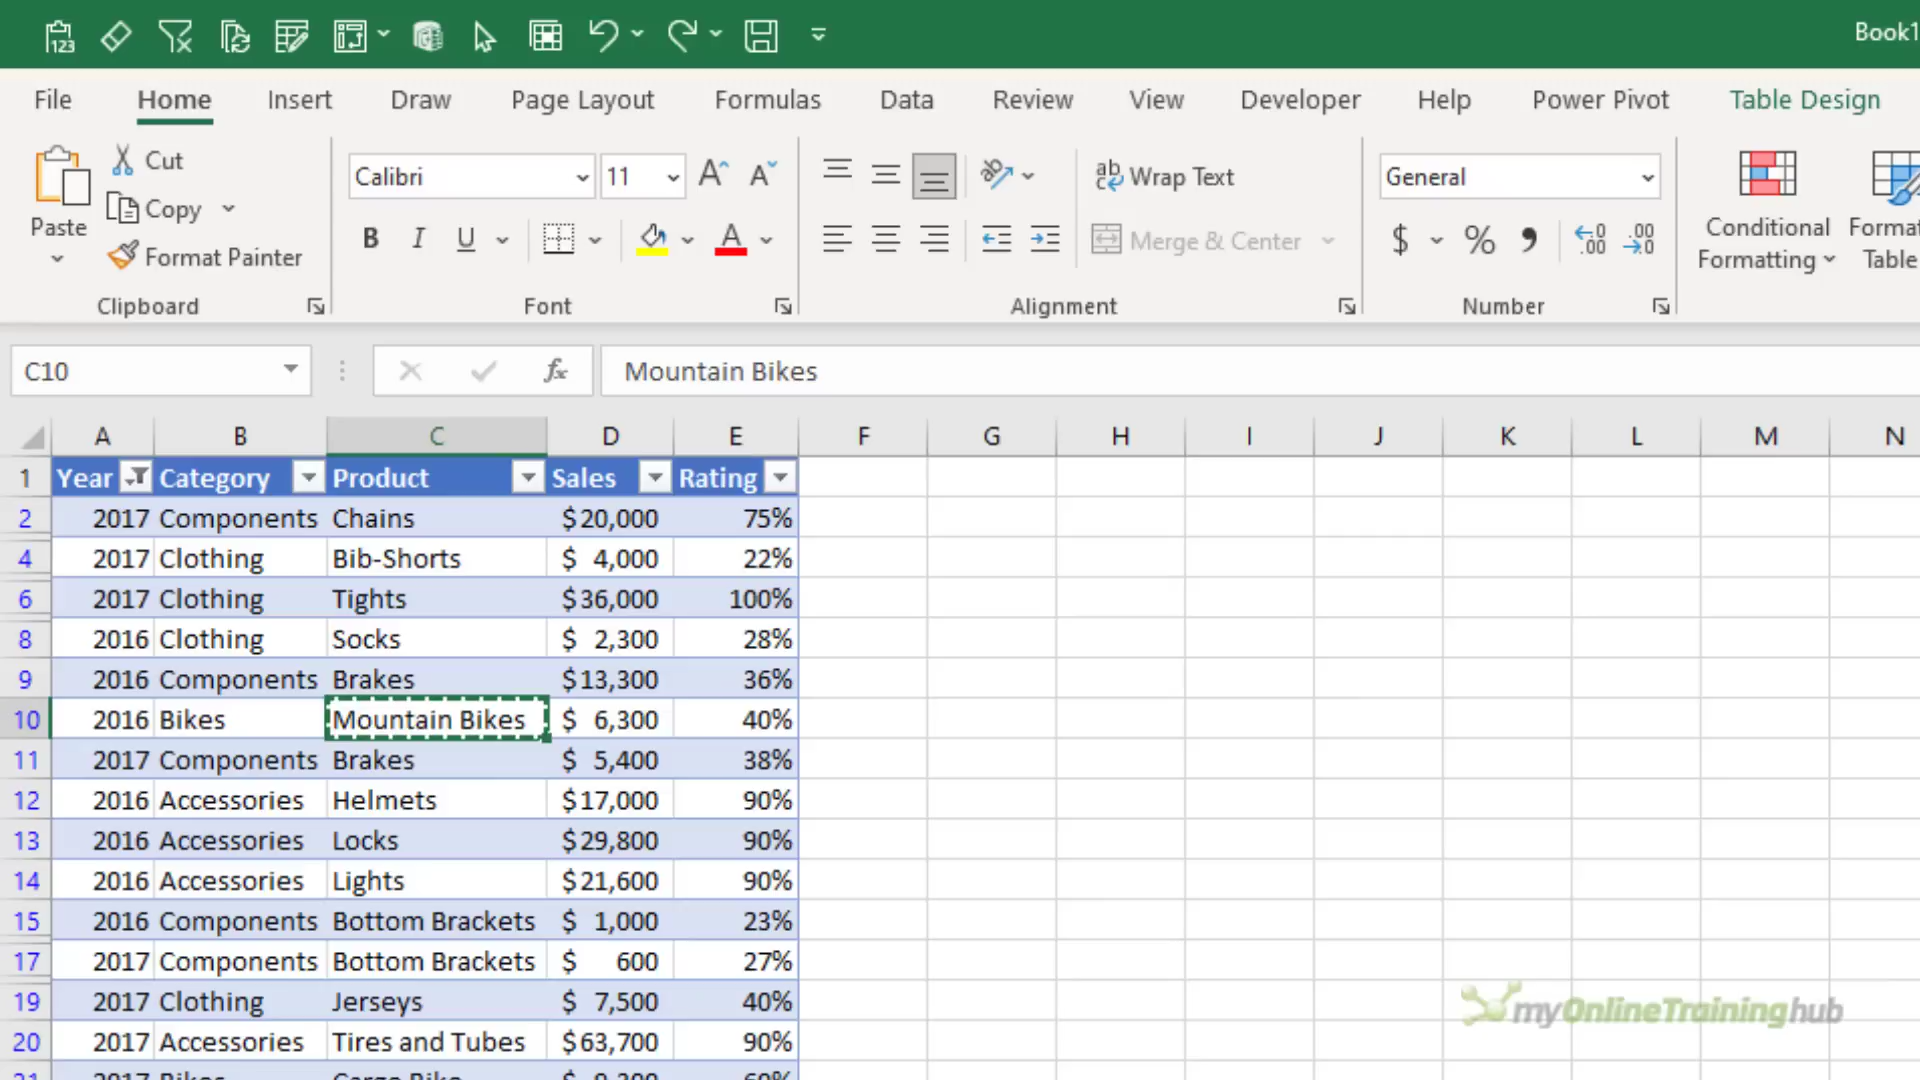 123
Book1
File Home Insert Draw Page Layout Formulas Data Review View Developer Help Power Pivot Table Design
Paste
Cut
Copy
Format Painter
Clipboard
Calibri 11 A A
B I U A
Font
ab Wrap Text
Merge & Center
Alignment
General
$ % 9 .00 .00
Number
Conditional
Formatting
Table
C10 fx Mountain Bikes
A B C D E F G H I J K L M N
1 Year Category Product Sales Rating
2 2017 Components Chains $20,000 75%
4 2017 Clothing Bib-Shorts $ 4,000 22%
6 2017 Clothing Tights $36,000 100%
8 2016 Clothing Socks $ 2,300 28%
9 2016 Components Brakes $13,300 36%
10 2016 Bikes Mountain Bikes $ 6,300 40%
11 2017 Components Brakes $ 5,400 38%
12 2016 Accessories Helmets $17,000 90%
13 2016 Accessories Locks $29,800 90%
14 2016 Accessories Lights $21,600 90%
15 2016 Components Bottom Brackets $ 1,000 23%
17 2017 Components Bottom Brackets $ 600 27%
19 2017 Clothing Jerseys $ 7,500 40%
20 2017 Accessories Tires and Tubes $63,700 90%
myOnlineTraininghub